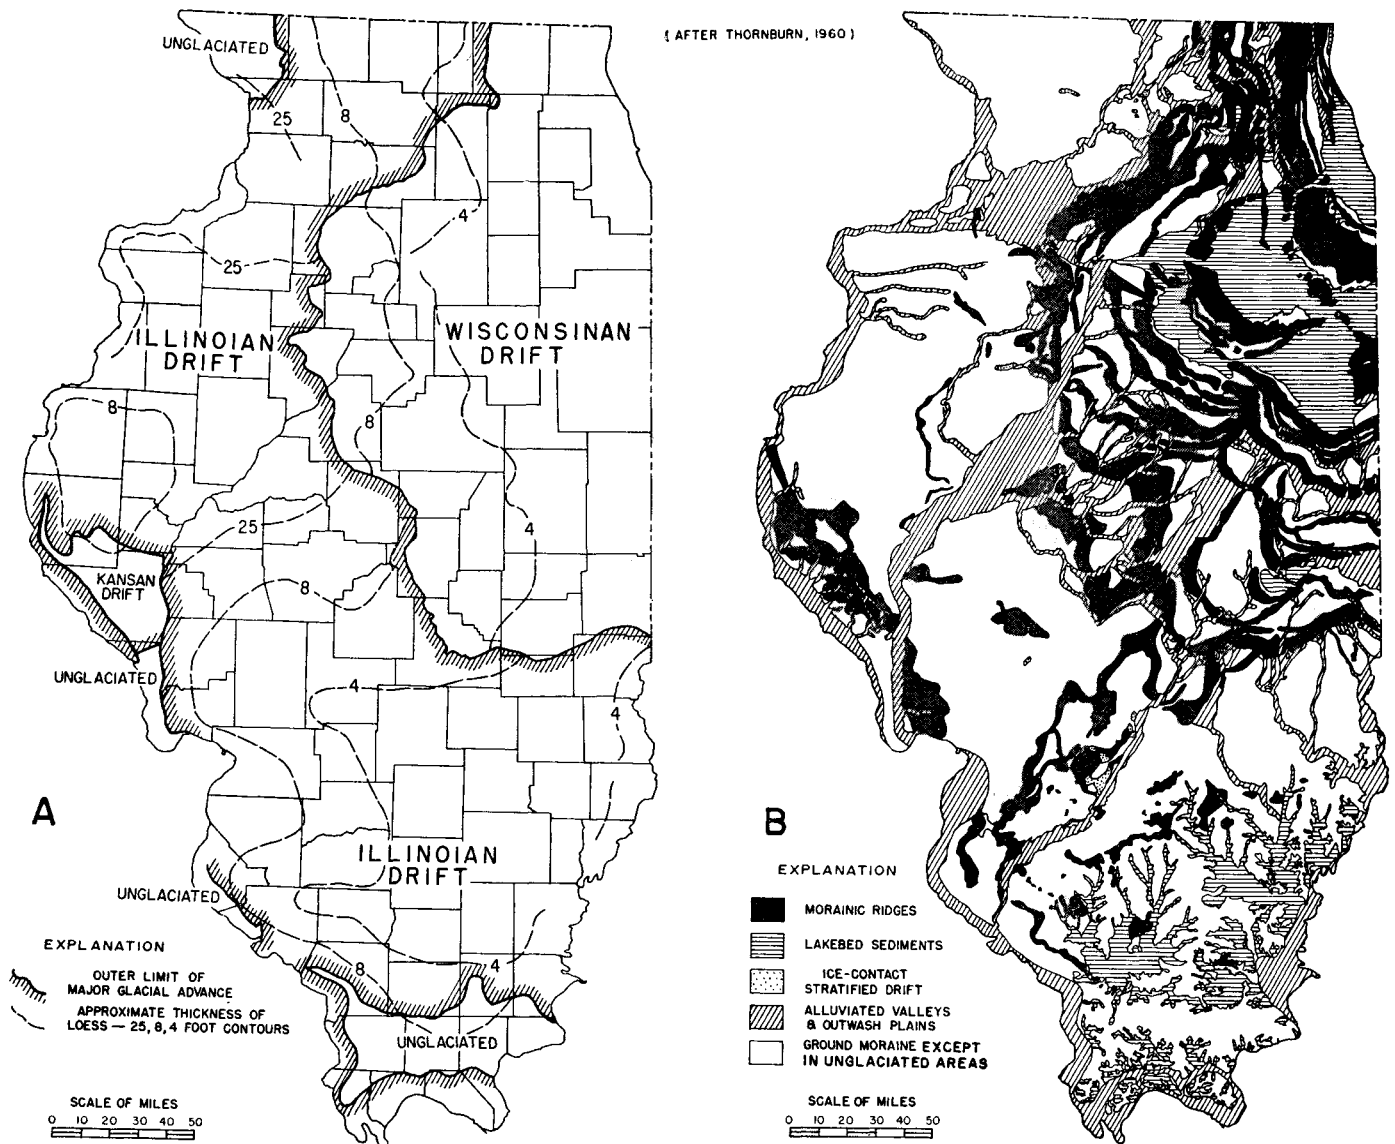 UNGLACIATED
( AFTER THORNBURN, 1960 )
25
8
4
25
ILLINOIAN
DRIFT
WISCONSINAN
DRIFT
8
8
25
4
KANSAN
DRIFT
8
UNGLACIATED
4
4
A
ILLINOIAN
DRIFT
UNGLACIATED
8
4
UNGLACIATED
EXPLANATION
OUTER LIMIT OF
MAJOR GLACIAL ADVANCE
APPROXIMATE THICKNESS OF
LOESS — 25, 8, 4 FOOT CONTOURS
SCALE OF MILES
0 10 20 30 40 50
B
EXPLANATION
MORAINIC RIDGES
LAKEBED SEDIMENTS
ICE-CONTACT
STRATIFIED DRIFT
ALLUVIATED VALLEYS
& OUTWASH PLAINS
GROUND MORAINE EXCEPT
IN UNGLACIATED AREAS
SCALE OF MILES
0 10 20 30 40 50